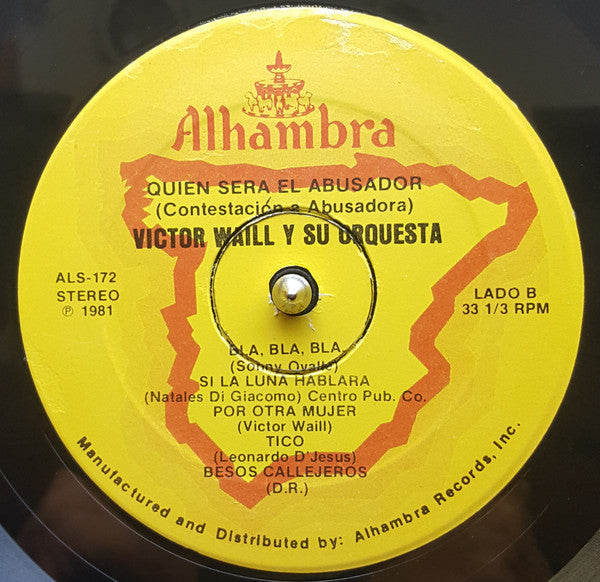 Alhambra
QUIEN SERA EL ABUSADOR
(Contestación a Abusadora)
VICTOR WAILL Y SU ORQUESTA
ALS-172
STEREO
℗ 1981
LADO B
33 1/3 RPM
BLA, BLA, BLA
(Sonny Ovalle)
SI LA LUNA HABLARA
(Natales Di Giacomo) Centro Pub. Co.
POR OTRA MUJER
(Victor Waill)
TICO
(Leonardo D'Jesus)
BESOS CALLEJEROS
(D.R.)
Manufactured and Distributed by: Alhambra Records, Inc.